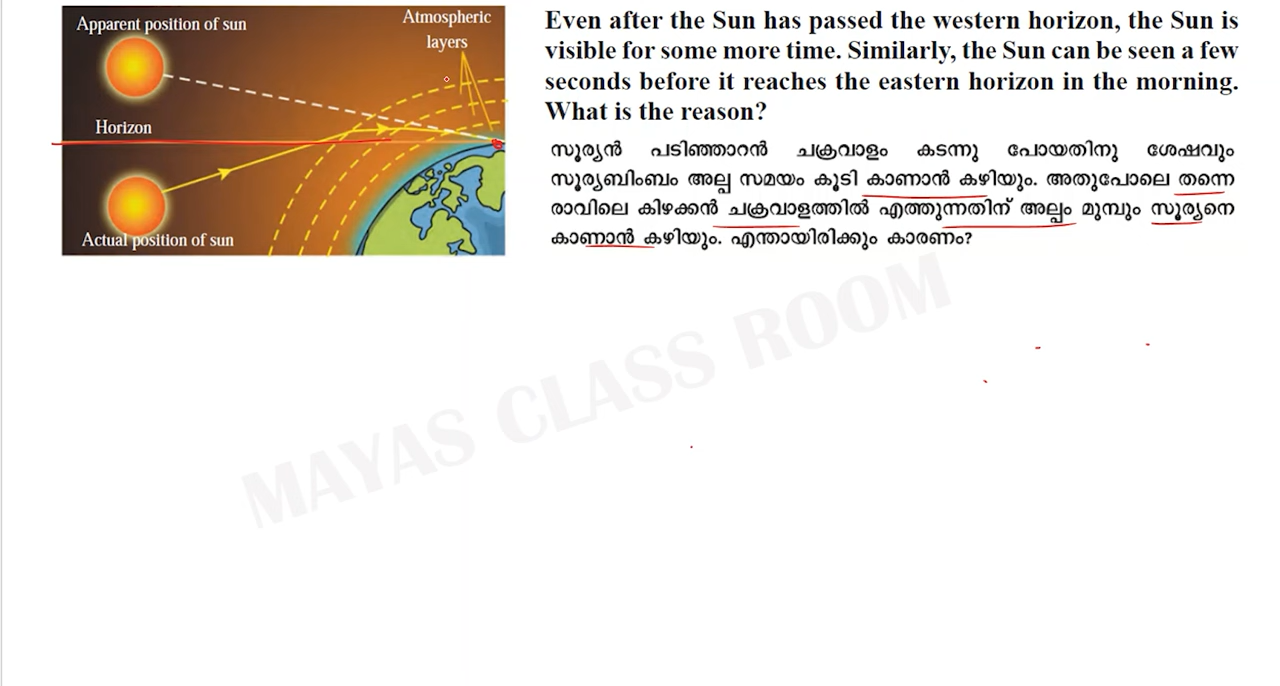 Apparent position of sun
Atmospheric
layers
Horizon
Actual position of sun
Even after the Sun has passed the western horizon, the Sun is
visible for some more time. Similarly, the Sun can be seen a few
seconds before it reaches the eastern horizon in the morning.
What is the reason?
സൂര്യൻ പടിഞ്ഞാറൻ ചക്രവാളം കടന്നു പോയതിനു ശേഷവും
സൂര്യബിംബം അല്പ സമയം കൂടി കാണാൻ കഴിയും. അതുപോലെ തന്നെ
രാവിലെ കിഴക്കൻ ചക്രവാളത്തിൽ എത്തുന്നതിന് അല്പം മുമ്പും സൂര്യനെ
കാണാൻ കഴിയും. എന്തായിരിക്കും കാരണം?
MAYAS CLASS ROOM